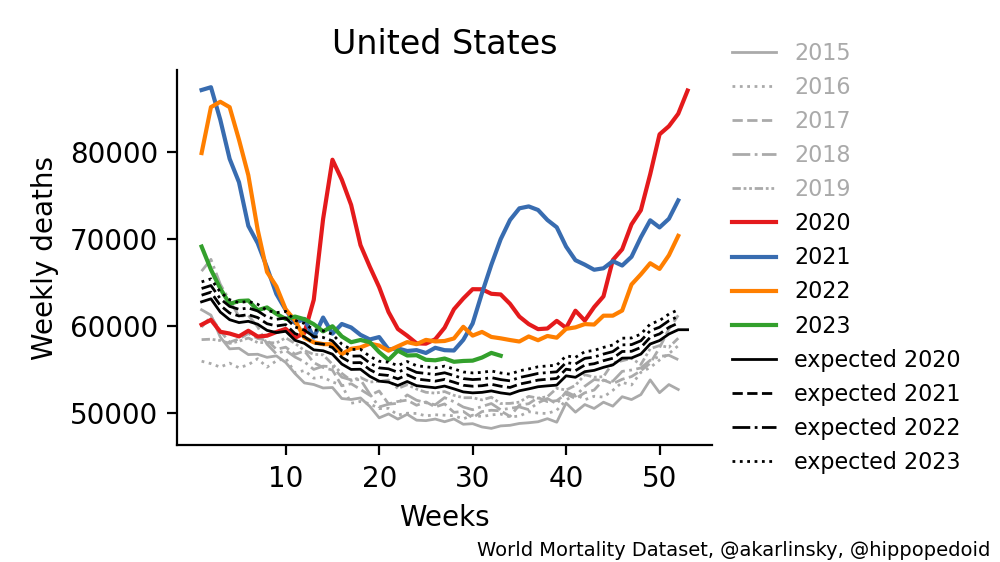 United States
Weekly deaths
80000
70000
60000
50000
10 20 30 40 50
Weeks
2015
2016
2017
2018
2019
2020
2021
2022
2023
expected 2020
expected 2021
expected 2022
expected 2023
World Mortality Dataset, @akarlinsky, @hippopedoid